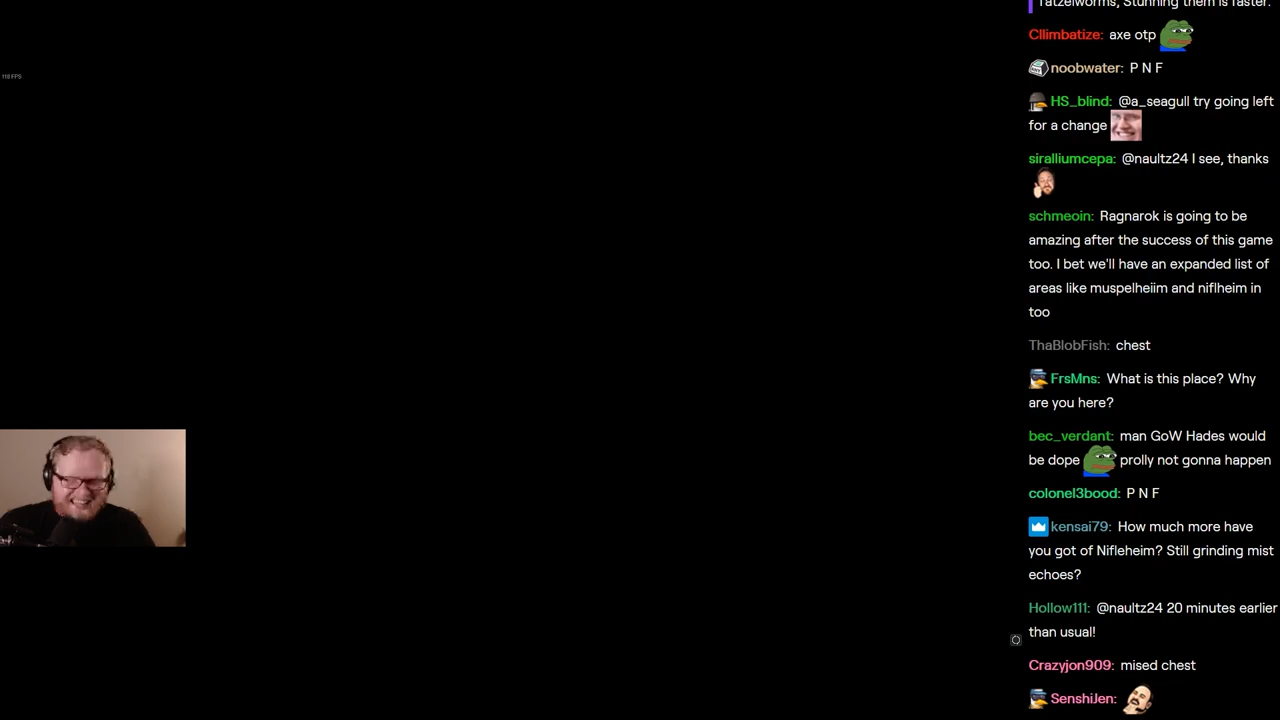 Tatzelworms, Stunning them is faster.
Cllimbatize: axe otp
118 FPS
noobwater: P N F
HS_blind: @a_seagull try going left
for a change
siralliumcepa: @naultz24 I see, thanks
schmeoin: Ragnarok is going to be
amazing after the success of this game
too. I bet we'll have an expanded list of
areas like muspelheiim and niflheim in
too
ThaBlobFish: chest
FrsMns: What is this place? Why
are you here?
bec_verdant: man GoW Hades would
be dope prolly not gonna happen
colonel3bood: P N F
kensai79: How much more have
you got of Nifleheim? Still grinding mist
echoes?
Hollow111: @naultz24 20 minutes earlier
than usual!
Crazyjon909: mised chest
SenshiJen: